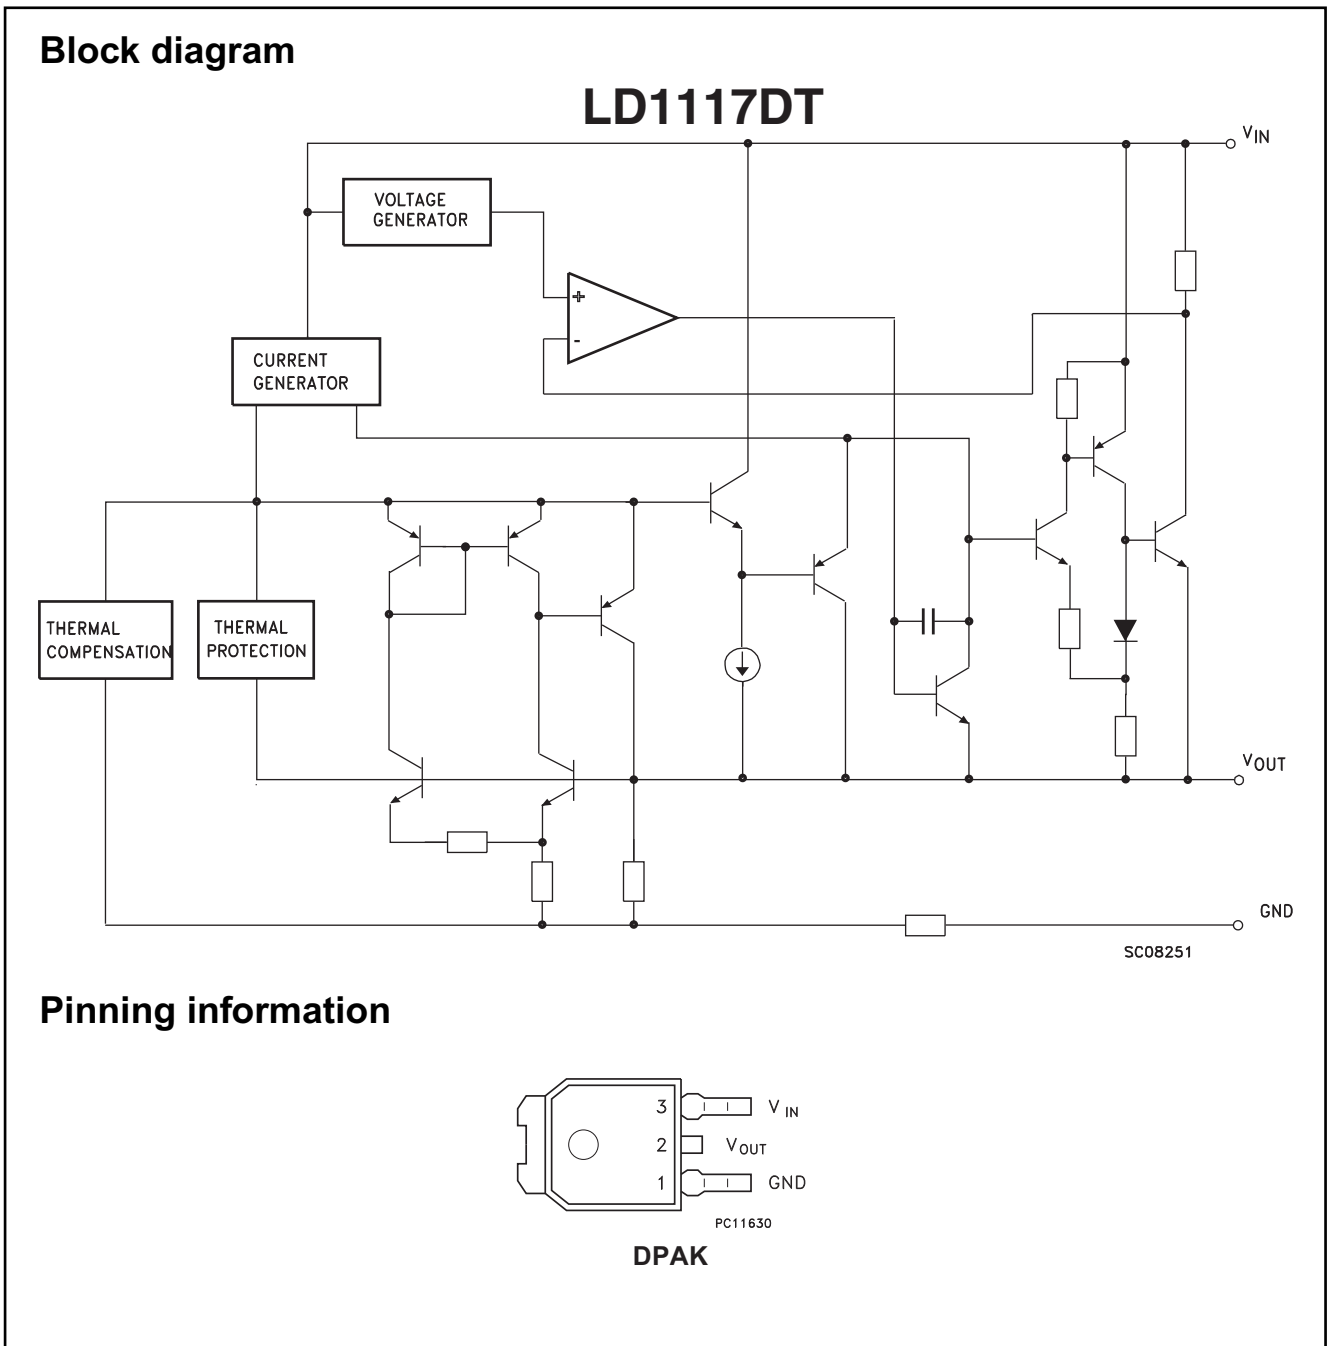 Block diagram
LD1117DT
VIN
VOLTAGE
GENERATOR
+
-
CURRENT
GENERATOR
THERMAL
COMPENSATION
THERMAL
PROTECTION
VOUT
GND
SC08251
Pinning information
3 VIN
2 VOUT
1 GND
PC11630
DPAK